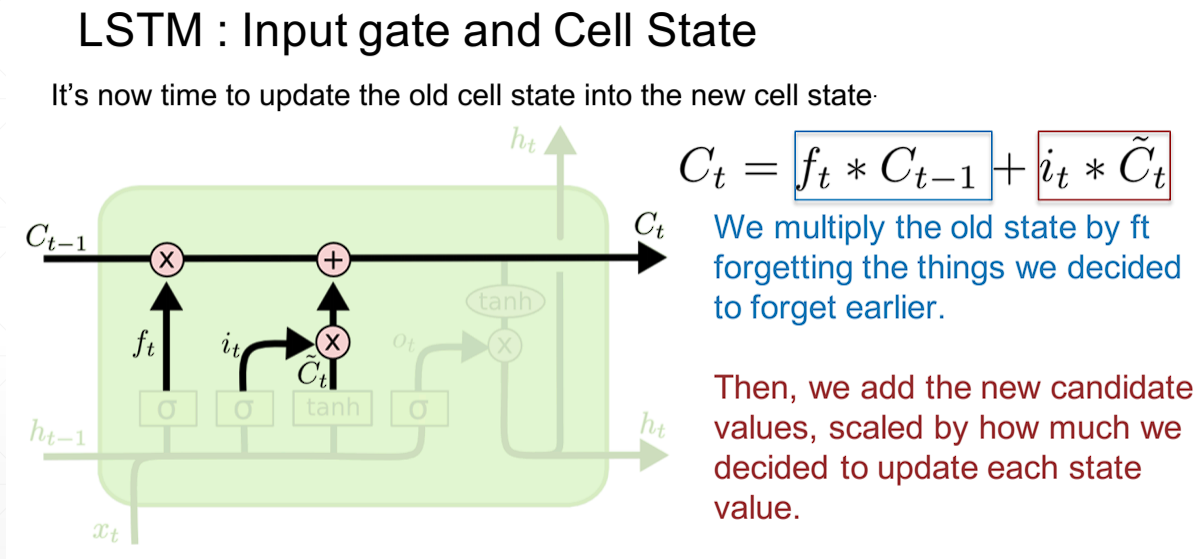 LSTM : Input gate and Cell State
It's now time to update the old cell state into the new cell state.
h_t
C_t = f_t * C_{t-1} + i_t * C̃_t
C_{t-1}
C_t
We multiply the old state by ft
forgetting the things we decided
to forget earlier.
x
+
tanh
f_t
i_t
x
o_t
x
C̃_t
σ
σ
tanh
σ
Then, we add the new candidate
values, scaled by how much we
decided to update each state
value.
h_{t-1}
h_t
x_t